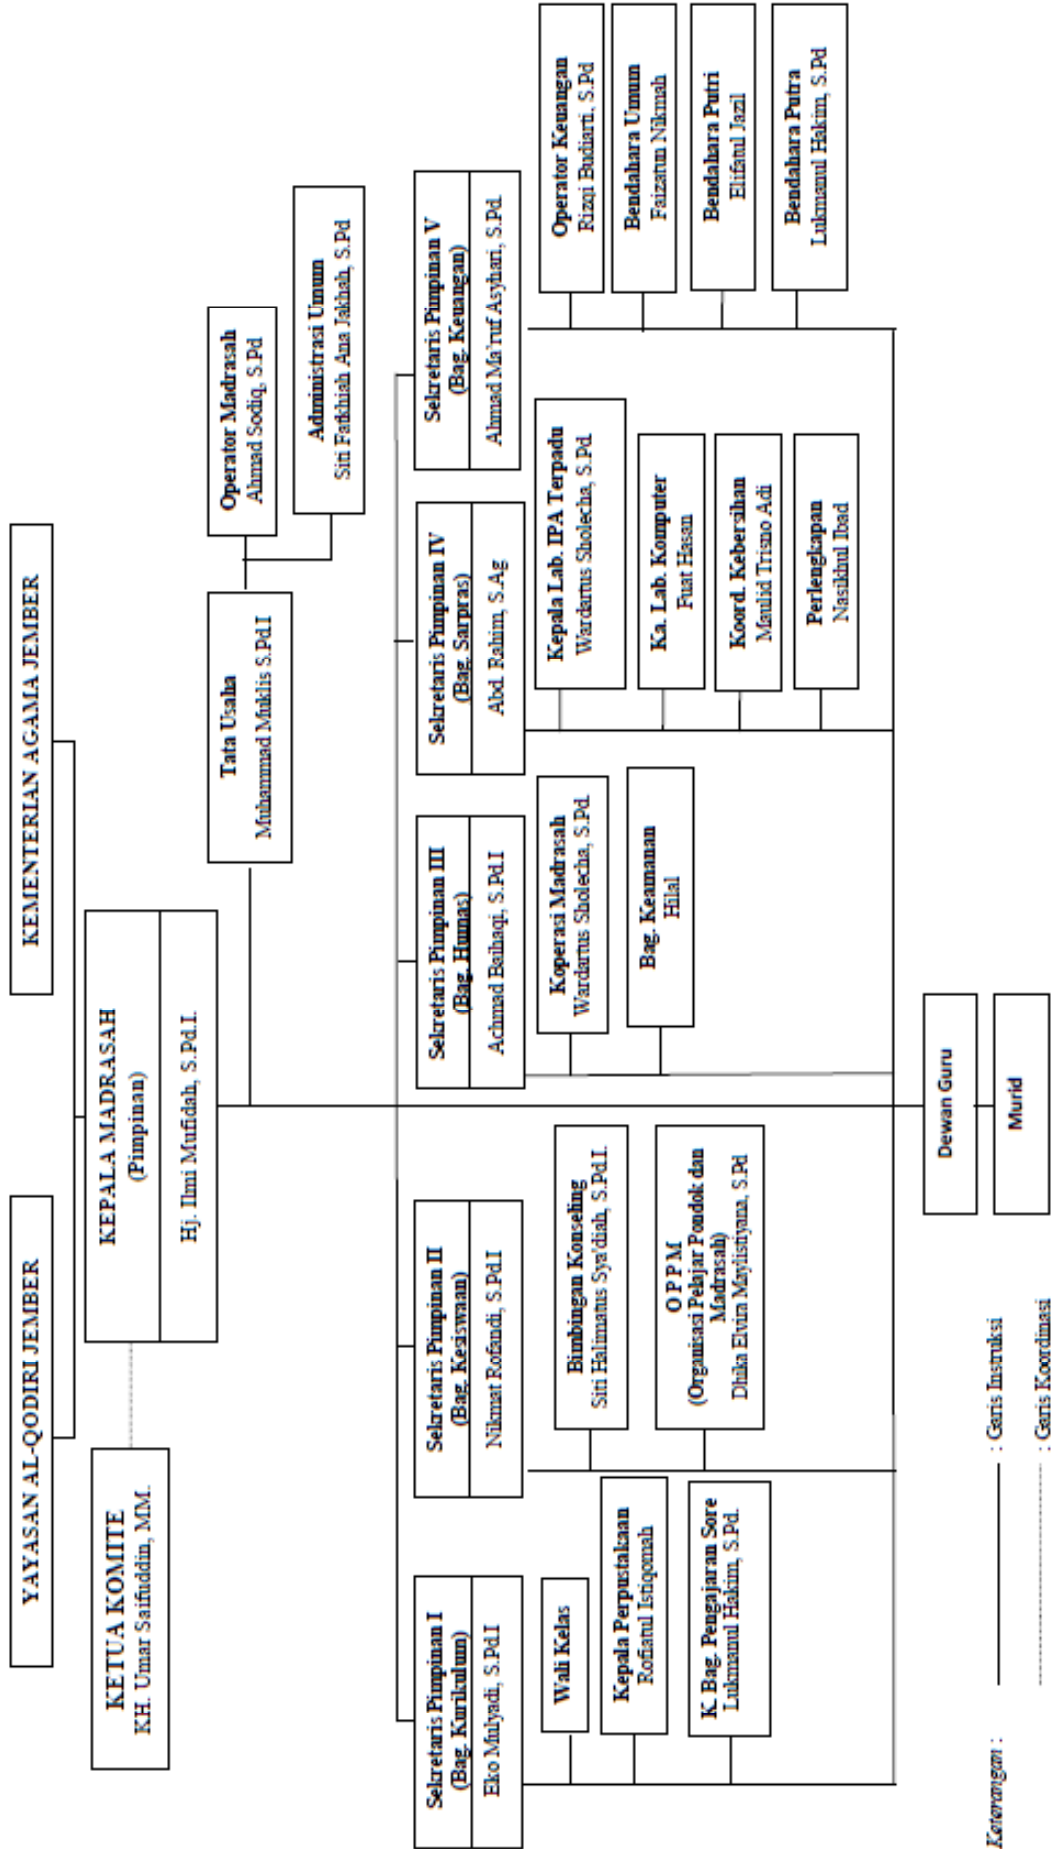 YAYASAN AL-QODIRI JEMBER
KEMENTERIAN AGAMA JEMBER
KETUA KOMITE
KH. Umar Saifuddin, MM.
KEPALA MADRASAH
(Pimpinan)
Hj. Ilmi Mufidah, S.Pd.I.
Tata Usaha
Muhammad Muklis S.Pd.I
Operator Madrasah
Ahmad Sodiq, S.Pd
Administrasi Umum
Siti Fatkhiah Ana Jakhah, S.Pd
Sekretaris Pimpinan I
(Bag. Kurikulum)
Eko Mulyadi, S.Pd.I
Sekretaris Pimpinan II
(Bag. Kesiswaan)
Nikmat Rofandi, S.Pd.I
Sekretaris Pimpinan III
(Bag. Humas)
Achmad Baihaqi, S.Pd.I
Sekretaris Pimpinan IV
(Bag. Sarpras)
Abd. Rahim, S.Ag
Sekretaris Pimpinan V
(Bag. Keuangan)
Ahmad Ma'ruf Asyhari, S.Pd.
Wali Kelas
Kepala Perpustakaan
Rofiatul Istiqomah
K. Bag. Pengajaran Sore
Lukmanul Hakim, S.Pd.
Bimbingan Konseling
Siti Halimatus Sya'diah, S.Pd.I.
O P P M
(Organisasi Pelajar Pondok dan
Madrasah)
Dhika Elvira Maylistiyana, S.Pd
Koperasi Madrasah
Wardartus Sholecha, S.Pd.
Bag. Keamanan
Hilal
Kepala Lab. IPA Terpadu
Wardartus Sholecha, S.Pd.
Ka. Lab. Komputer
Fuat Hasan
Koord. Kebersihan
Maulid Trisno Adi
Perlengkapan
Nasikhul Ibad
Operator Keuangan
Rizqi Budiarti, S.Pd
Bendahara Umum
Faizatun Nikmah
Bendahara Putri
Elifatul Jazil
Bendahara Putra
Lukmanul Hakim, S.Pd
Dewan Guru
Murid
Keterangan :
: Garis Instruksi
: Garis Koordinasi